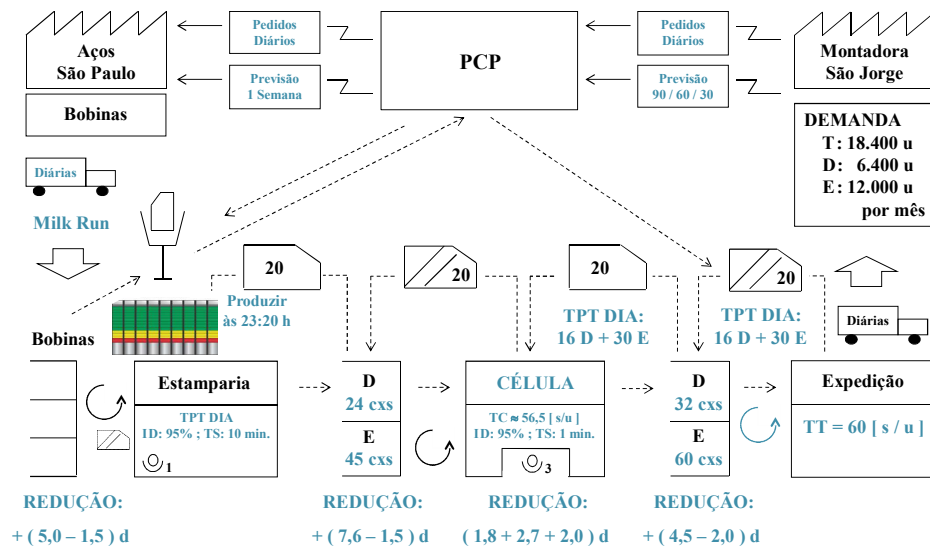 Aços
São Paulo
Bobinas
Pedidos
Diários
Previsão
1 Semana
PCP
Pedidos
Diários
Previsão
90 / 60 / 30
Montadora
São Jorge
DEMANDA
T: 18.400 u
D: 6.400 u
E: 12.000 u
por mês
Diárias
Milk Run
20
20
20
20
Produzir
às 23:20 h
TPT DIA:
16 D + 30 E
TPT DIA:
16 D + 30 E
Diárias
Bobinas
Estamparia
TPT DIA
ID: 95% ; TS: 10 min.
1
D
24 cxs
E
45 cxs
CÉLULA
TC ≈ 56,5 [ s/u ]
ID: 95% ; TS: 1 min.
3
D
32 cxs
E
60 cxs
Expedição
TT = 60 [ s / u ]
REDUÇÃO:
+ ( 5,0 – 1,5 ) d
REDUÇÃO:
+ ( 7,6 – 1,5 ) d
REDUÇÃO:
( 1,8 + 2,7 + 2,0 ) d
REDUÇÃO:
+ ( 4,5 – 2,0 ) d